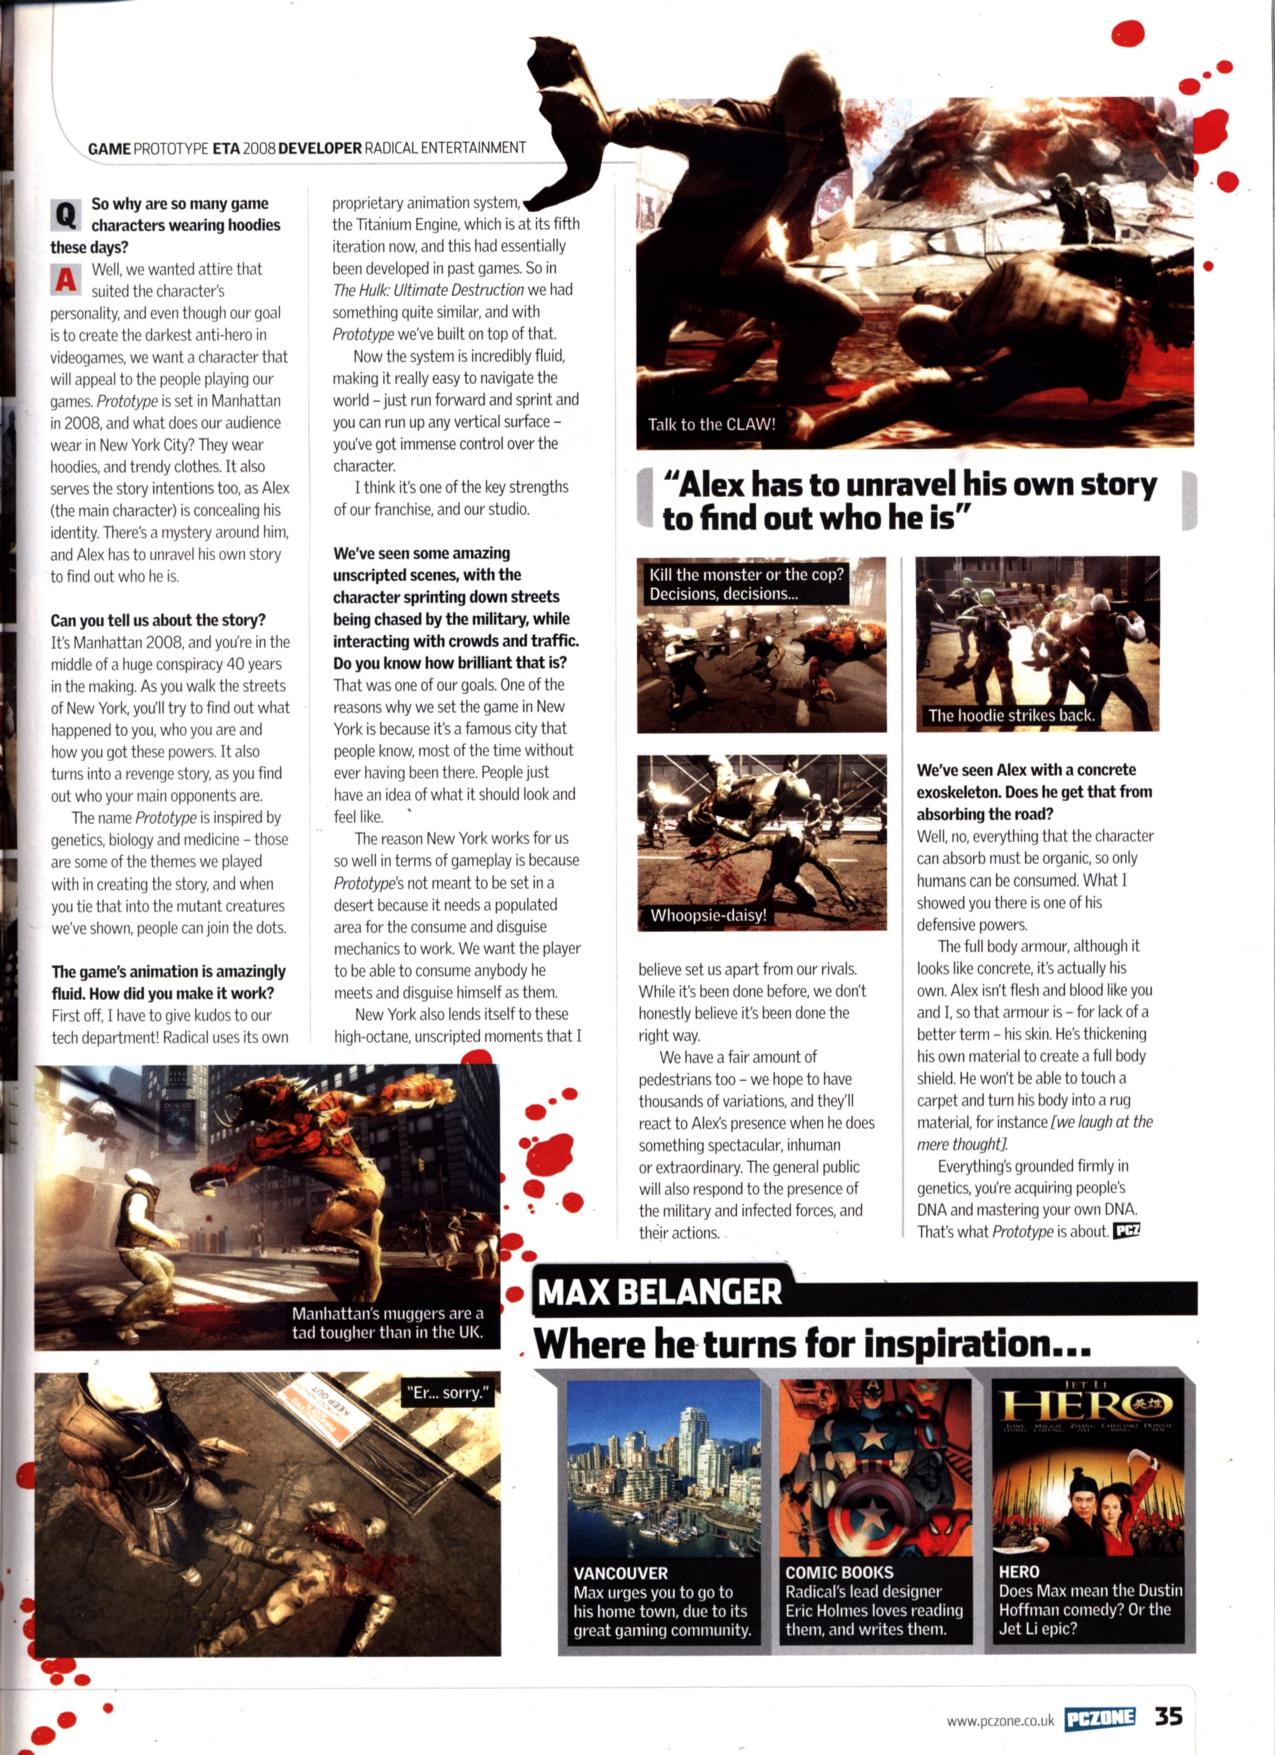 GAME PROTOTYPE ETA 2008 DEVELOPER RADICAL ENTERTAINMENT
Q
So why are so many game
characters wearing hoodies
these days?
A
Well, we wanted attire that
suited the character's
personality, and even though our goal
is to create the darkest anti-hero in
videogames, we want a character that
will appeal to the people playing our
games. Prototype is set in Manhattan
in 2008, and what does our audience
wear in New York City? They wear
hoodies, and trendy clothes. It also
serves the story intentions too, as Alex
(the main character) is concealing his
identity. There's a mystery around him,
and Alex has to unravel his own story
to find out who he is.
Can you tell us about the story?
It's Manhattan 2008, and you're in the
middle of a huge conspiracy 40 years
in the making. As you walk the streets
of New York, you'll try to find out what
happened to you, who you are and
how you got these powers. It also
turns into a revenge story, as you find
out who your main opponents are.
The name Prototype is inspired by
genetics, biology and medicine – those
are some of the themes we played
with in creating the story, and when
you tie that into the mutant creatures
we've shown, people can join the dots.
The game's animation is amazingly
fluid. How did you make it work?
First off, I have to give kudos to our
tech department! Radical uses its own
proprietary animation system,
the Titanium Engine, which is at its fifth
iteration now, and this had essentially
been developed in past games. So in
The Hulk: Ultimate Destruction we had
something quite similar, and with
Prototype we've built on top of that.
Now the system is incredibly fluid,
making it really easy to navigate the
world – just run forward and sprint and
you can run up any vertical surface –
you've got immense control over the
character.
I think it's one of the key strengths
of our franchise, and our studio.
We've seen some amazing
unscripted scenes, with the
character sprinting down streets
being chased by the military, while
interacting with crowds and traffic.
Do you know how brilliant that is?
That was one of our goals. One of the
reasons why we set the game in New
York is because it's a famous city that
people know, most of the time without
ever having been there. People just
have an idea of what it should look and
feel like.
The reason New York works for us
so well in terms of gameplay is because
Prototype's not meant to be set in a
desert because it needs a populated
area for the consume and disguise
mechanics to work. We want the player
to be able to consume anybody he
meets and disguise himself as them.
New York also lends itself to these
high-octane, unscripted moments that I
Talk to the CLAW!
"Alex has to unravel his own story
to find out who he is"
Kill the monster or the cop?
Decisions, decisions...
The hoodie strikes back.
Whoopsie-daisy!
believe set us apart from our rivals.
While it's been done before, we don't
honestly believe it's been done the
right way.
We have a fair amount of
pedestrians too – we hope to have
thousands of variations, and they'll
react to Alex's presence when he does
something spectacular, inhuman
or extraordinary. The general public
will also respond to the presence of
the military and infected forces, and
their actions.
We've seen Alex with a concrete
exoskeleton. Does he get that from
absorbing the road?
Well, no, everything that the character
can absorb must be organic, so only
humans can be consumed. What I
showed you there is one of his
defensive powers.
The full body armour, although it
looks like concrete, it's actually his
own. Alex isn't flesh and blood like you
and I, so that armour is – for lack of a
better term – his skin. He's thickening
his own material to create a full body
shield. He won't be able to touch a
carpet and turn his body into a rug
material, for instance [we laugh at the
mere thought].
Everything's grounded firmly in
genetics, you're acquiring people's
DNA and mastering your own DNA.
That's what Prototype is about. PCZ
Manhattan's muggers are a
tad tougher than in the UK.
"Er... sorry."
KEEP OUT
MAX BELANGER
Where he turns for inspiration...
VANCOUVER
Max urges you to go to
his home town, due to its
great gaming community.
COMIC BOOKS
Radical's lead designer
Eric Holmes loves reading
them, and writes them.
JET LI
HERO
英雄
HERO
Does Max mean the Dustin
Hoffman comedy? Or the
Jet Li epic?
www.pczone.co.uk PCZONE 35